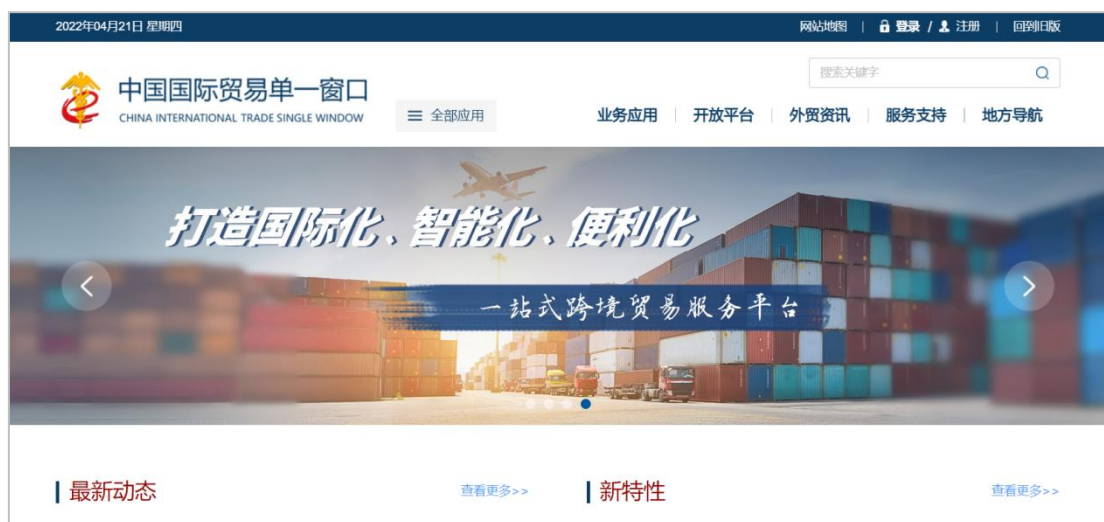 2022年04月21日 星期四
网站地图 | 登录 / 注册 | 回到旧版
搜索关键字
中国国际贸易单一窗口
CHINA INTERNATIONAL TRADE SINGLE WINDOW
全部应用
业务应用 | 开放平台 | 外贸资讯 | 服务支持 | 地方导航
打造国际化、智能化、便利化
一站式跨境贸易服务平台
最新动态 查看更多>>
新特性 查看更多>>